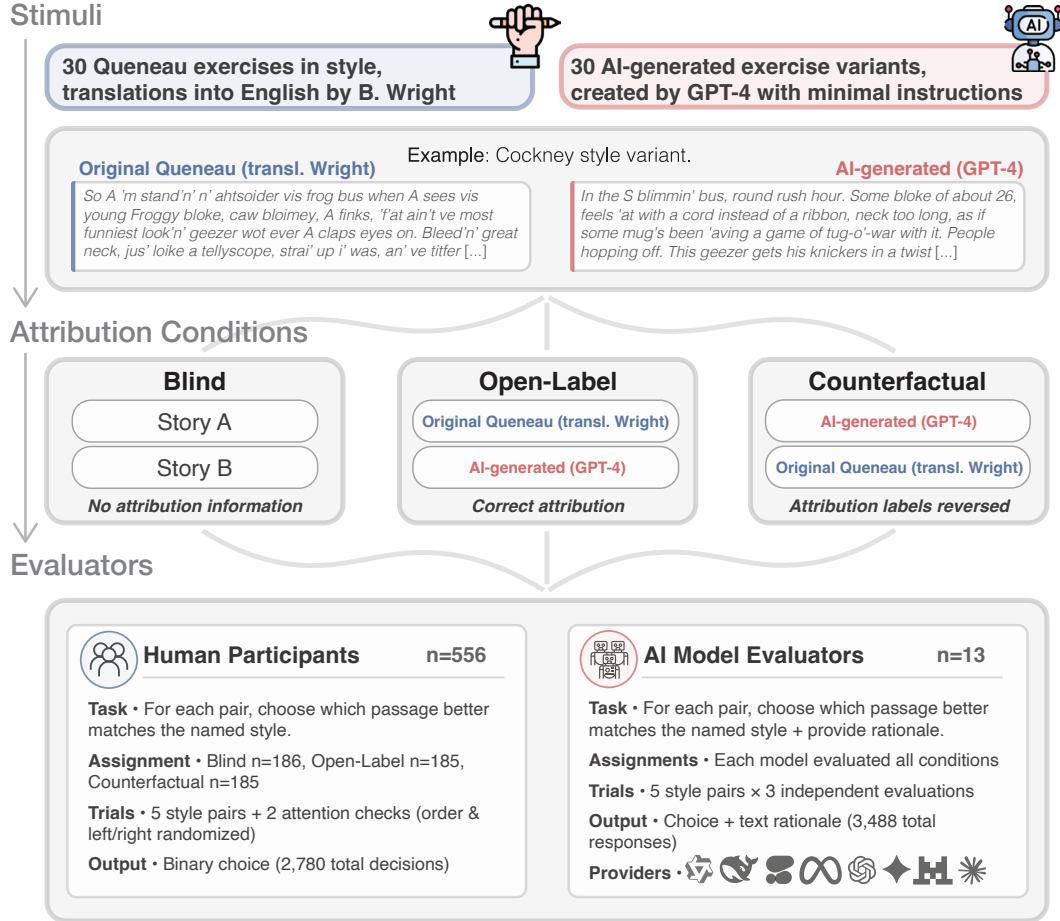 Stimuli
AI
30 Queneau exercises in style,
translations into English by B. Wright
30 AI-generated exercise variants,
created by GPT-4 with minimal instructions
Example: Cockney style variant.
Original Queneau (transl. Wright)
So A 'm stand'n' n' ahtsoider vis frog bus when A sees vis
young Froggy bloke, caw bloimey, A finks, 'f'at ain't ve most
funniest look'n' geezer wot ever A claps eyes on. Bleed'n' great
neck, jus' loike a tellyscope, strai' up i' was, an' ve titfer [...]
AI-generated (GPT-4)
In the S blimmin' bus, round rush hour. Some bloke of about 26,
feels 'at with a cord instead of a ribbon, neck too long, as if
some mug's been 'aving a game of tug-o'-war with it. People
hopping off. This geezer gets his knickers in a twist [...]
Attribution Conditions
Blind
Story A
Story B
No attribution information
Open-Label
Original Queneau (transl. Wright)
AI-generated (GPT-4)
Correct attribution
Counterfactual
AI-generated (GPT-4)
Original Queneau (transl. Wright)
Attribution labels reversed
Evaluators
Human Participants n=556
Task • For each pair, choose which passage better
matches the named style.
Assignment • Blind n=186, Open-Label n=185,
Counterfactual n=185
Trials • 5 style pairs + 2 attention checks (order &
left/right randomized)
Output • Binary choice (2,780 total decisions)
AI Model Evaluators n=13
Task • For each pair, choose which passage better
matches the named style + provide rationale.
Assignments • Each model evaluated all conditions
Trials • 5 style pairs × 3 independent evaluations
Output • Choice + text rationale (3,488 total
responses)
Providers •